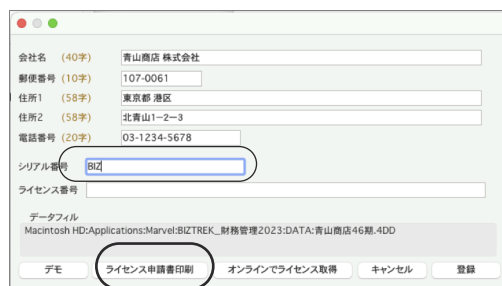 会社名 (40字) 青山商店 株式会社
郵便番号 (10字) 107-0061
住所1 (58字) 東京都 港区
住所2 (58字) 北青山1-2-3
電話番号 (20字) 03-1234-5678
シリアル番号 BIZ
ライセンス番号
データフィル
Macintosh HD:Applications:Marvel:BIZTREK_財務管理2023:DATA:青山商店46期.4DD
デモ ライセンス申請書印刷 オンラインでライセンス取得 キャンセル 登録